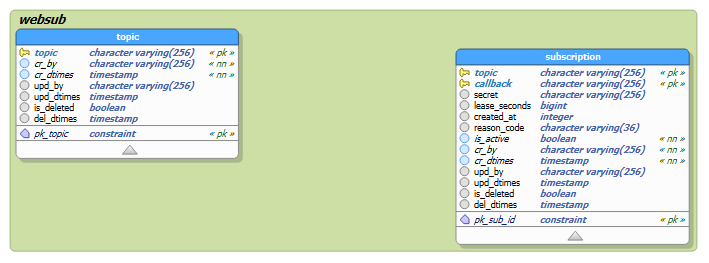 websub
topic
topic character varying(256) « pk »
cr_by character varying(256) « nn »
cr_dtimes timestamp « nn »
upd_by character varying(256)
upd_dtimes timestamp
is_deleted boolean
del_dtimes timestamp
pk_topic constraint « pk »
subscription
topic character varying(256) « pk »
callback character varying(256) « pk »
secret character varying(256)
lease_seconds bigint
created_at integer
reason_code character varying(36)
is_active boolean « nn »
cr_by character varying(256) « nn »
cr_dtimes timestamp « nn »
upd_by character varying(256)
upd_dtimes timestamp
is_deleted boolean
del_dtimes timestamp
pk_sub_id constraint « pk »